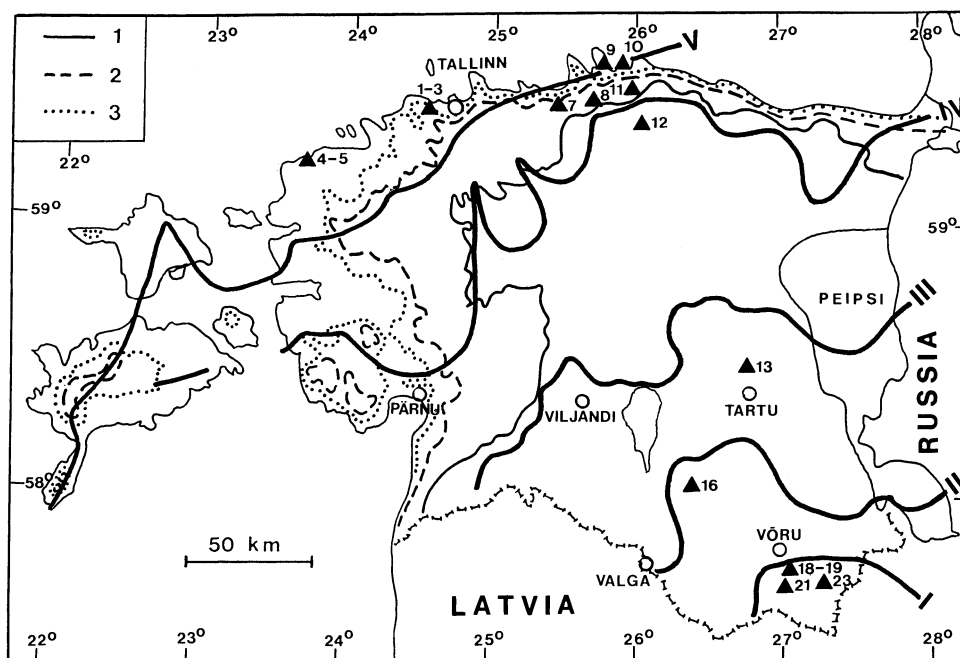 23° 24° 25° 26° 27° 28°
1
2
3
22°
TALLINN
9 10
V
1-3
7
8
11
12
IV
4-5
59°
59°
PEIPSI
III
RUSSIA
13
PÄRNU
VILJANDI
TARTU
58°
16
II
50 km
VÕRU
VALGA
18-19
21
23
I
LATVIA
22° 23° 24° 25° 26° 27° 28°